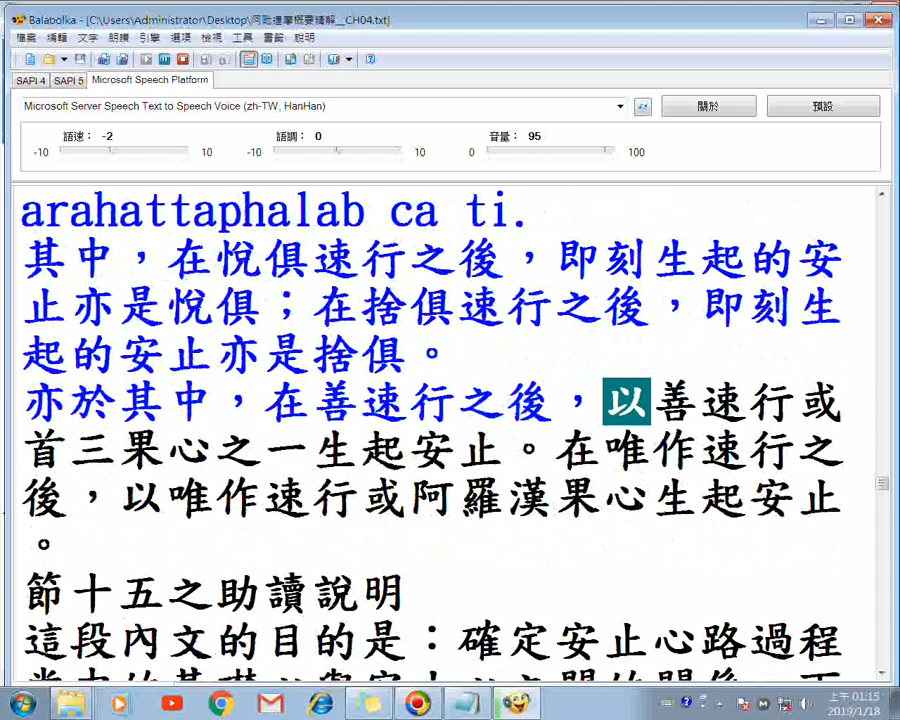 Balabolka - [C:\Users\Administrator\Desktop\阿毗達摩概要精解__CH04.txt]
檔案 編輯 文字 朗讀 引擎 選項 檢視 工具 書籤 說明
SAPI 4 SAPI 5 Microsoft Speech Platform
Microsoft Server Speech Text to Speech Voice (zh-TW, HanHan) 關於 預設
語速： -2 語調： 0 音量： 95
-10 10 -10 10 0 100
arahattaphalab ca ti.
其中，在悅俱速行之後，即刻生起的安
止亦是悅俱；在捨俱速行之後，即刻生
起的安止亦是捨俱。
亦於其中，在善速行之後，以善速行或
首三果心之一生起安止。在唯作速行之
後，以唯作速行或阿羅漢果心生起安止
。
節十五之助讀說明
這段內文的目的是：確定安止心路過程
上午 01:15
2019/1/18